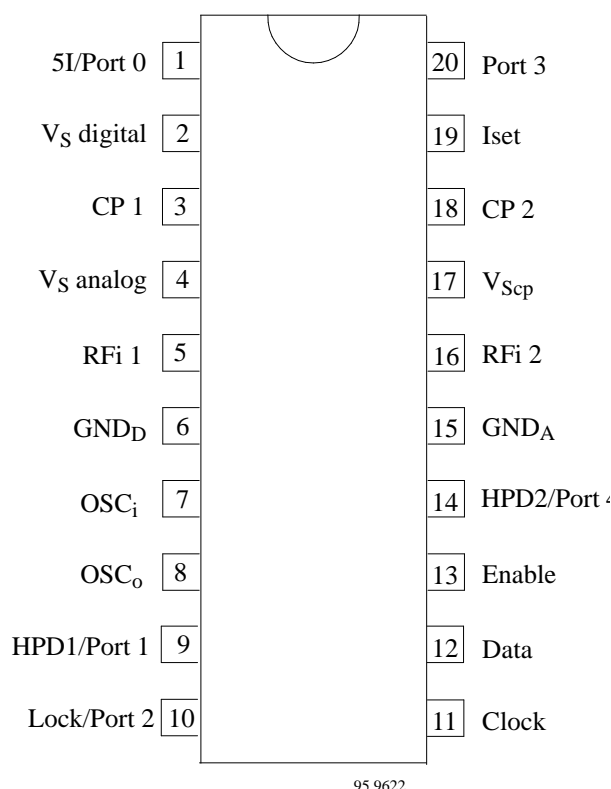 5I/Port 0 1 20 Port 3
VS digital 2 19 Iset
CP 1 3 18 CP 2
VS analog 4 17 VScp
RFi 1 5 16 RFi 2
GNDD 6 15 GNDA
OSCi 7 14 HPD2/Port 4
OSCo 8 13 Enable
HPD1/Port 1 9 12 Data
Lock/Port 2 10 11 Clock
95 9622